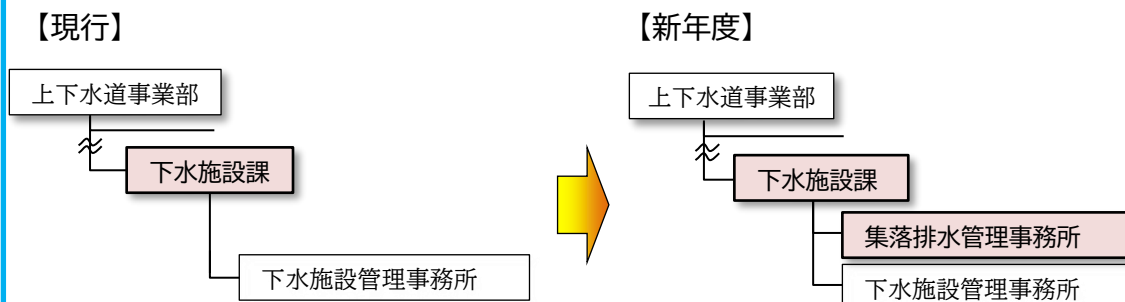 【現行】
上下水道事業部
下水施設課
下水施設管理事務所
【新年度】
上下水道事業部
下水施設課
集落排水管理事務所
下水施設管理事務所